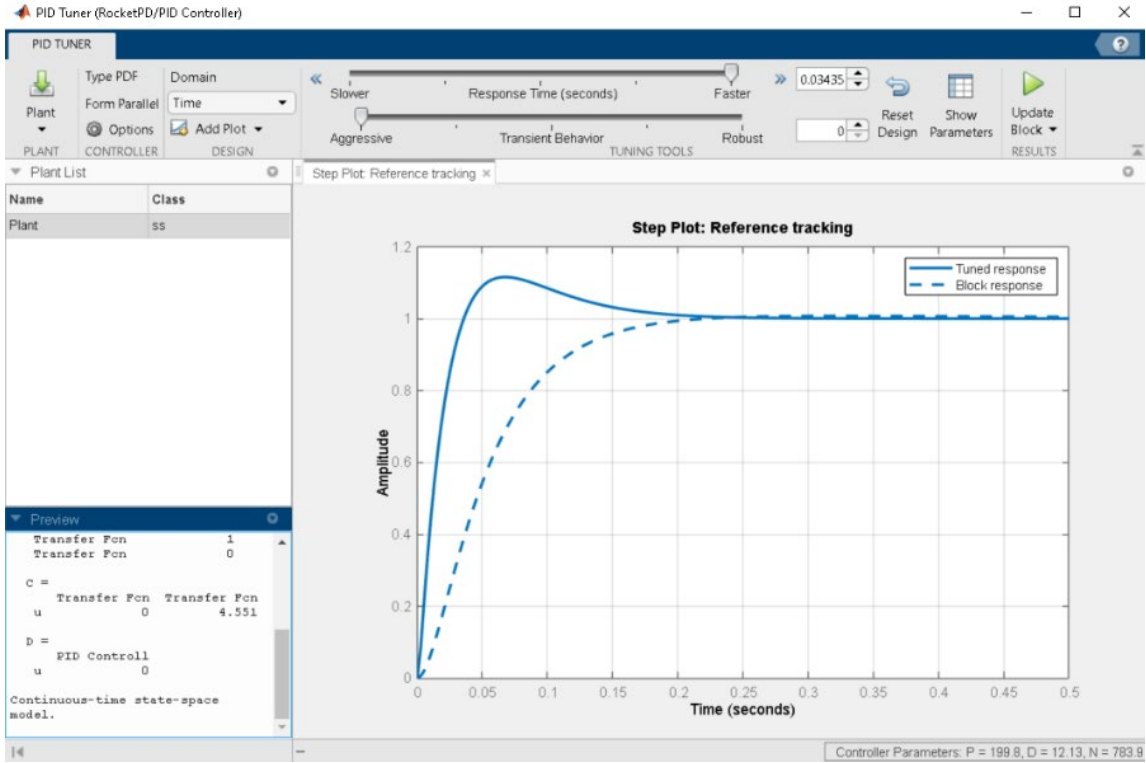 PID Tuner (RocketPD/PID Controller)
PID TUNER
?
Plant
Type PDF
Form Parallel
Options
Domain
Time
Add Plot
Slower
Response Time (seconds)
Faster
0.03435
Aggressive
Transient Behavior
Robust
0
Reset
Design
Show
Parameters
Update
Block
PLANT
CONTROLLER
DESIGN
TUNING TOOLS
RESULTS
Plant List
Name Class
Plant ss
Preview
Transfer Fcn 1
Transfer Fcn 0
C =
Transfer Fcn Transfer Fcn
u 0 4.551
D =
PID Controll
u 0
Continuous-time state-space
model.
Step Plot: Reference tracking
Step Plot: Reference tracking
Tuned response
Block response
Amplitude
1.2
1
0.8
0.6
0.4
0.2
0
0 0.05 0.1 0.15 0.2 0.25 0.3 0.35 0.4 0.45 0.5
Time (seconds)
Controller Parameters: P = 199.8, D = 12.13, N = 783.9